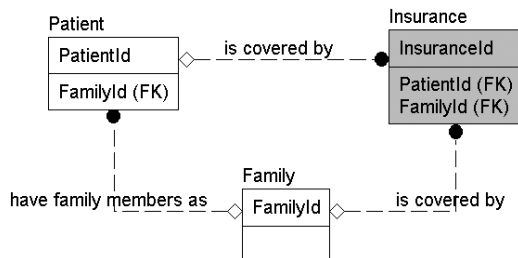 Patient
PatientId
FamilyId (FK)
is covered by
Insurance
InsuranceId
PatientId (FK)
FamilyId (FK)
have family members as
Family
FamilyId
is covered by